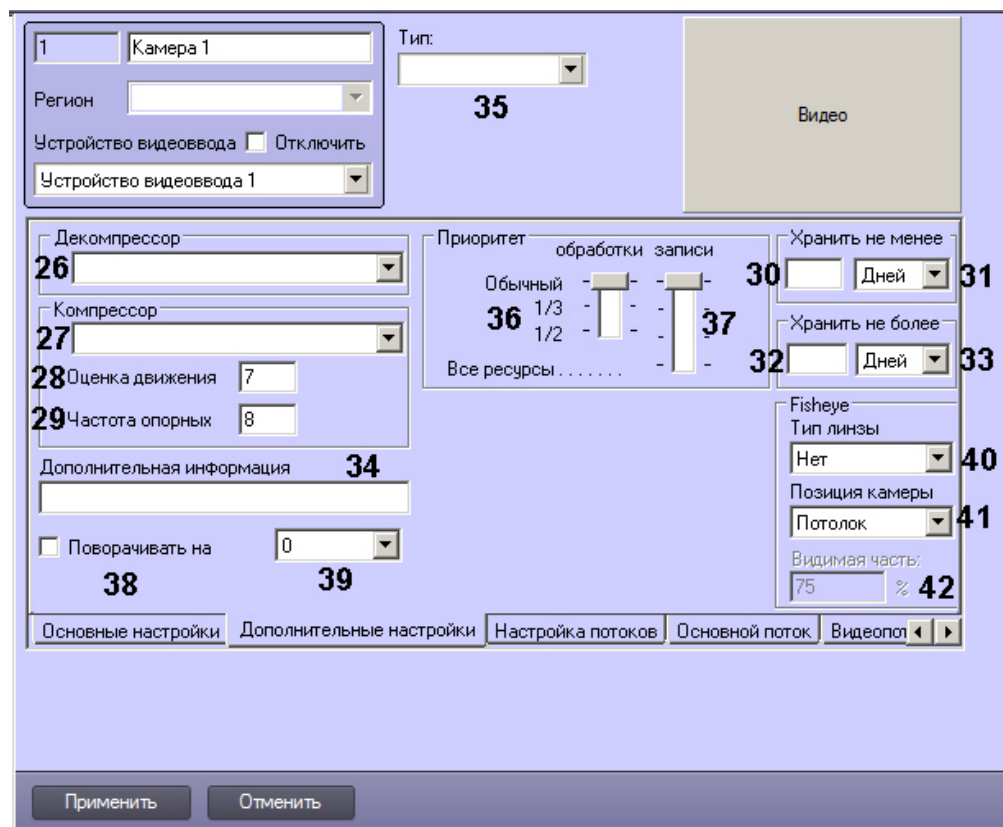 1 Камера 1
Регион
Устройство видеоввода Отключить
Устройство видеоввода 1
Тип:
35
Видео
Декомпрессор
26
Компрессор
27
28 Оценка движения 7
29 Частота опорных 8
Дополнительная информация 34
Поворачивать на 0
38 39
Приоритет
обработки записи
Обычный
1/3
36 37
1/2
Все ресурсы . . . . . . .
Хранить не менее
30 Дней 31
Хранить не более
32 Дней 33
Fisheye
Тип линзы
Нет 40
Позиция камеры
Потолок 41
Видимая часть:
75 % 42
Основные настройки Дополнительные настройки Настройка потоков Основной поток Видеопот
Применить Отменить